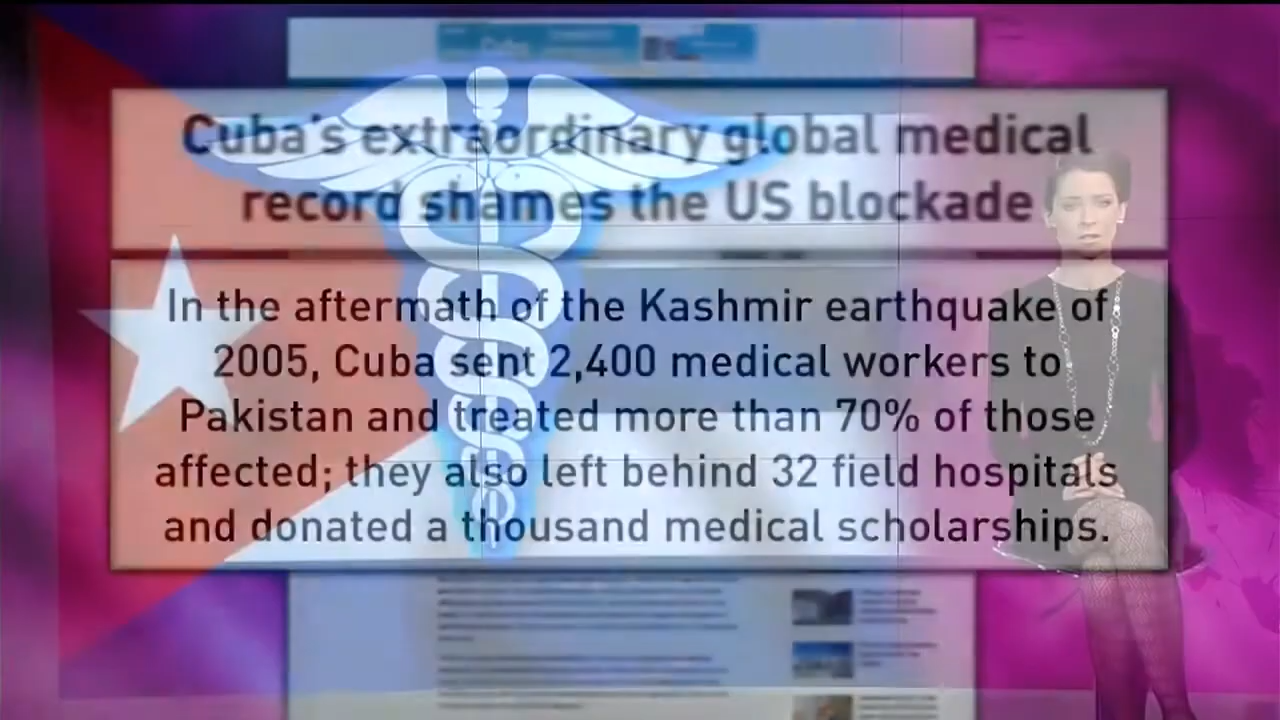 Cuba's extraordinary global medical
record shames the US blockade
In the aftermath of the Kashmir earthquake of
2005, Cuba sent 2,400 medical workers to
Pakistan and treated more than 70% of those
affected; they also left behind 32 field hospitals
and donated a thousand medical scholarships.